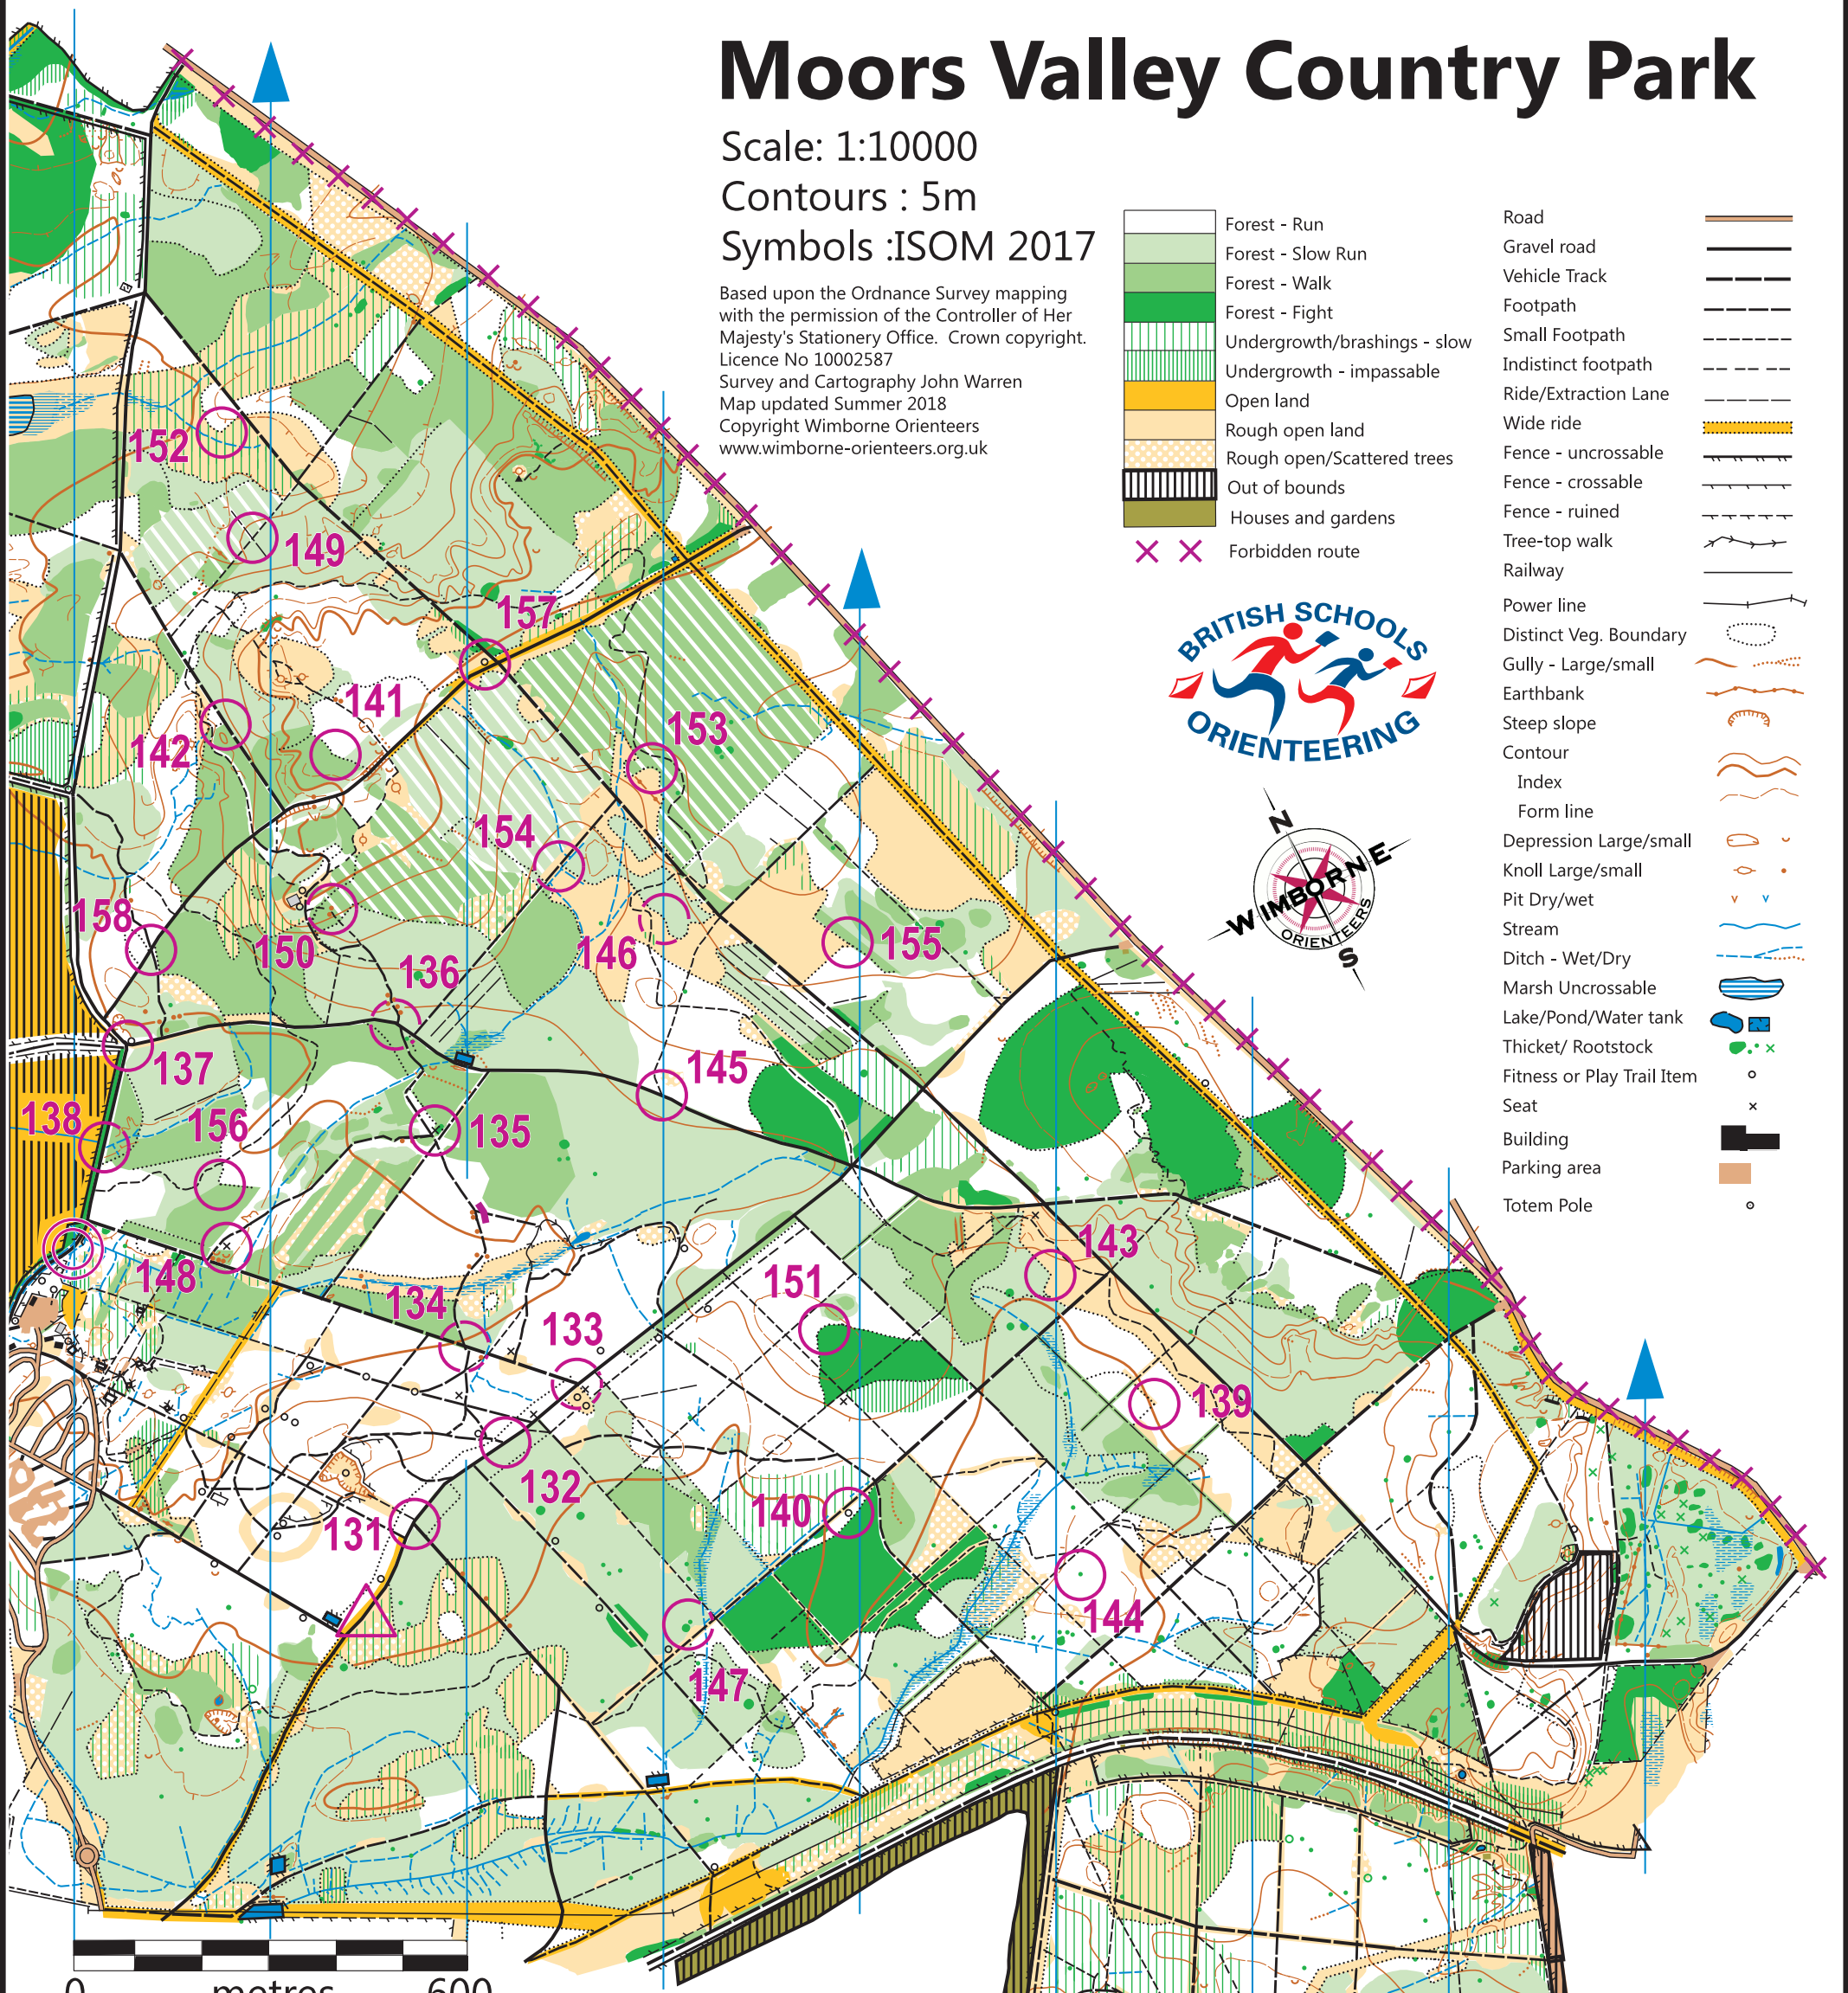 Moors Valley Country Park
Scale: 1:10000
Contours : 5m
Symbols :ISOM 2017
Based upon the Ordnance Survey mapping
with the permission of the Controller of Her
Majesty's Stationery Office. Crown copyright.
Licence No 10002587
Survey and Cartography John Warren
Map updated Summer 2018
Copyright Wimborne Orienteers
www.wimborne-orienteers.org.uk
Forest - Run
Forest - Slow Run
Forest - Walk
Forest - Fight
Undergrowth/brashings - slow
Undergrowth - impassable
Open land
Rough open land
Rough open/Scattered trees
Out of bounds
Houses and gardens
Forbidden route
Road
Gravel road
Vehicle Track
Footpath
Small Footpath
Indistinct footpath
Ride/Extraction Lane
Wide ride
Fence - uncrossable
Fence - crossable
Fence - ruined
Tree-top walk
Railway
Power line
Distinct Veg. Boundary
Gully - Large/small
Earthbank
Steep slope
Contour
Index
Form line
Depression Large/small
Knoll Large/small
Pit Dry/wet
Stream
Ditch - Wet/Dry
Marsh Uncrossable
Lake/Pond/Water tank
Thicket/ Rootstock
Fitness or Play Trail Item
Seat
Building
Parking area
Totem Pole
BRITISH SCHOOLS
ORIENTEERING
N
WIMBORNE
ORIENTEERS
S
152
149
157
141
142
153
154
158
150
146
155
136
137
145
138
156
135
143
148
151
134
133
139
132
140
131
144
147
0 metres 600